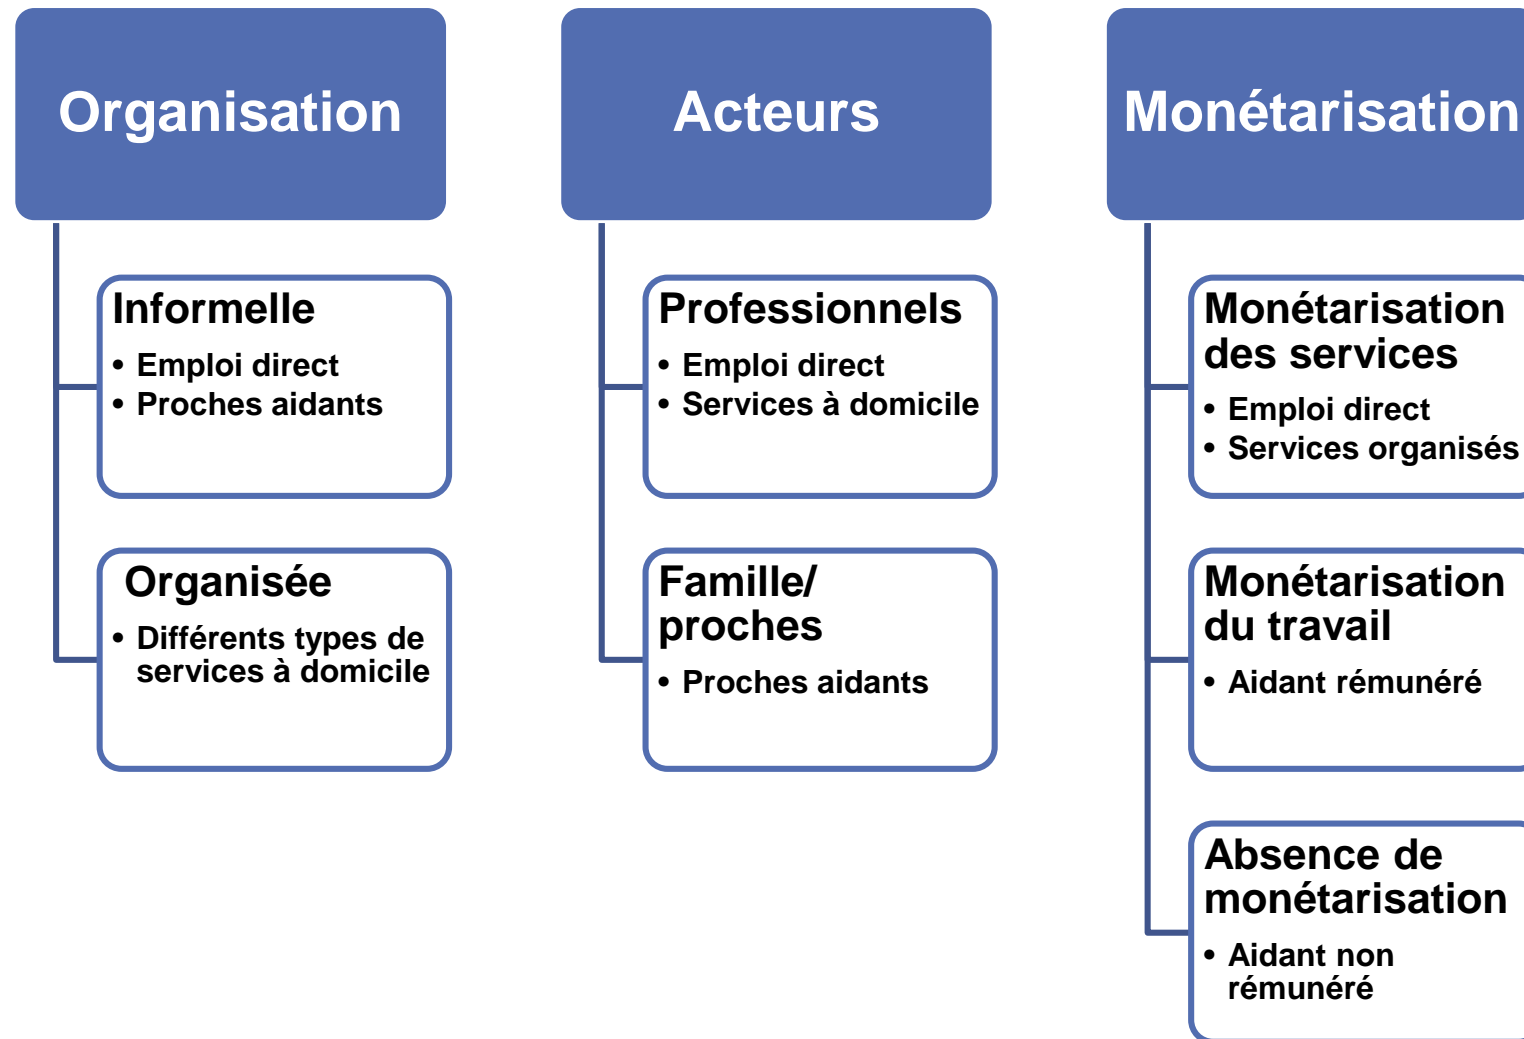 Organisation
Informelle
• Emploi direct
• Proches aidants
Organisée
• Différents types de
services à domicile
Acteurs
Professionnels
• Emploi direct
• Services à domicile
Famille/
proches
• Proches aidants
Monétarisation
Monétarisation
des services
• Emploi direct
• Services organisés
Monétarisation
du travail
• Aidant rémunéré
Absence de
monétarisation
• Aidant non
rémunéré